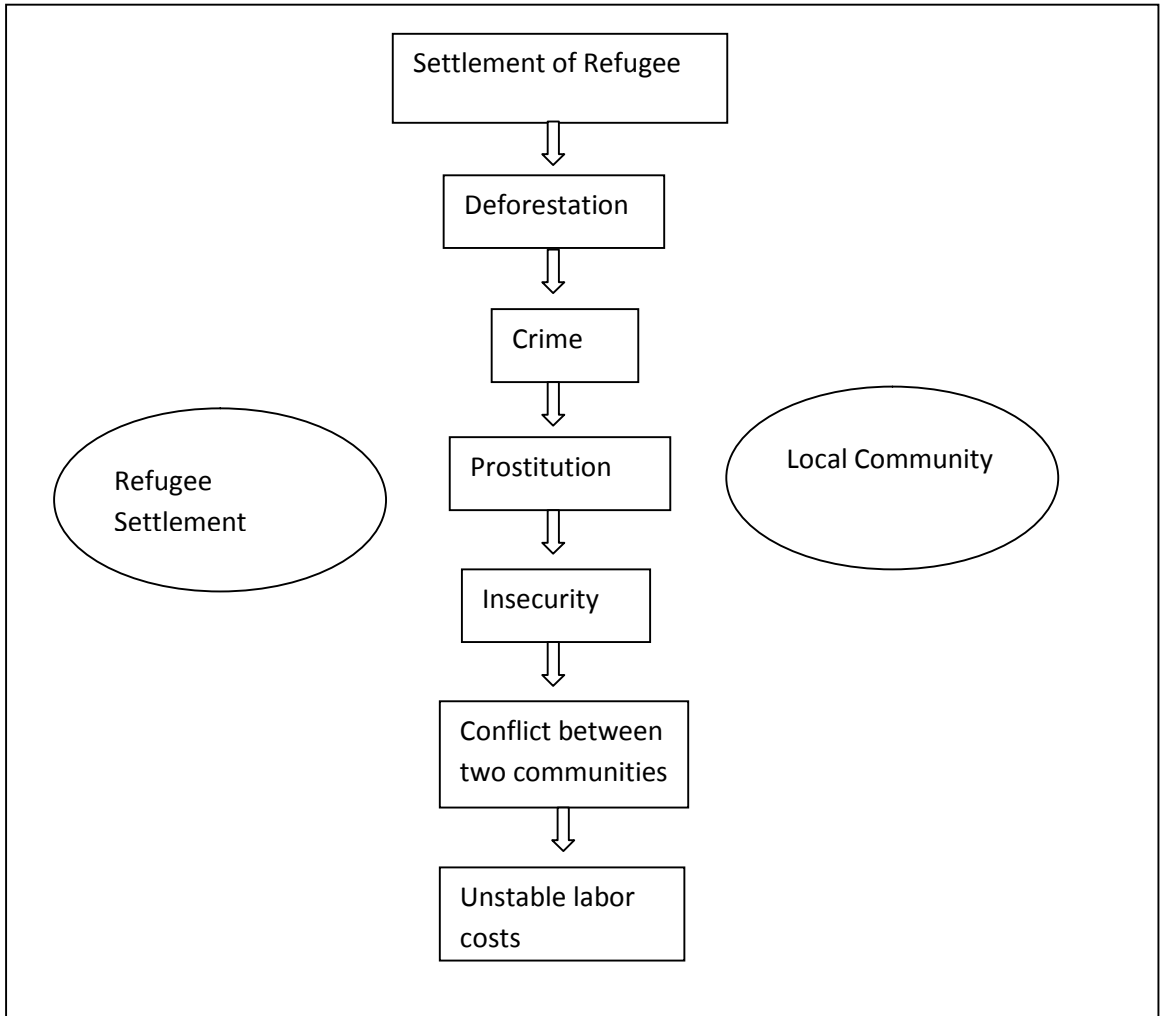 Settlement of Refugee
Deforestation
Crime
Prostitution
Local Community
Refugee
Settlement
Insecurity
Conflict between
two communities
Unstable labor
costs